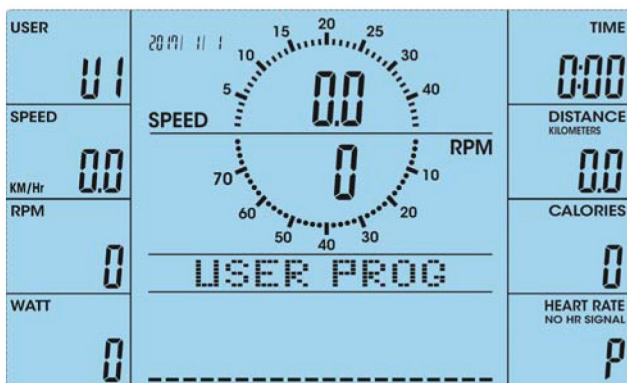 USER
U1
SPEED
KM/Hr 0.0
RPM
0
WATT
0
2017/ 1/ 1
5 10 15 20 25 30 40
0.0
SPEED
RPM
0
70 60 50 40 30 20 10
USER PROG
TIME
0:00
DISTANCE
KILOMETERS
0.0
CALORIES
0
HEART RATE
NO HR SIGNAL
P